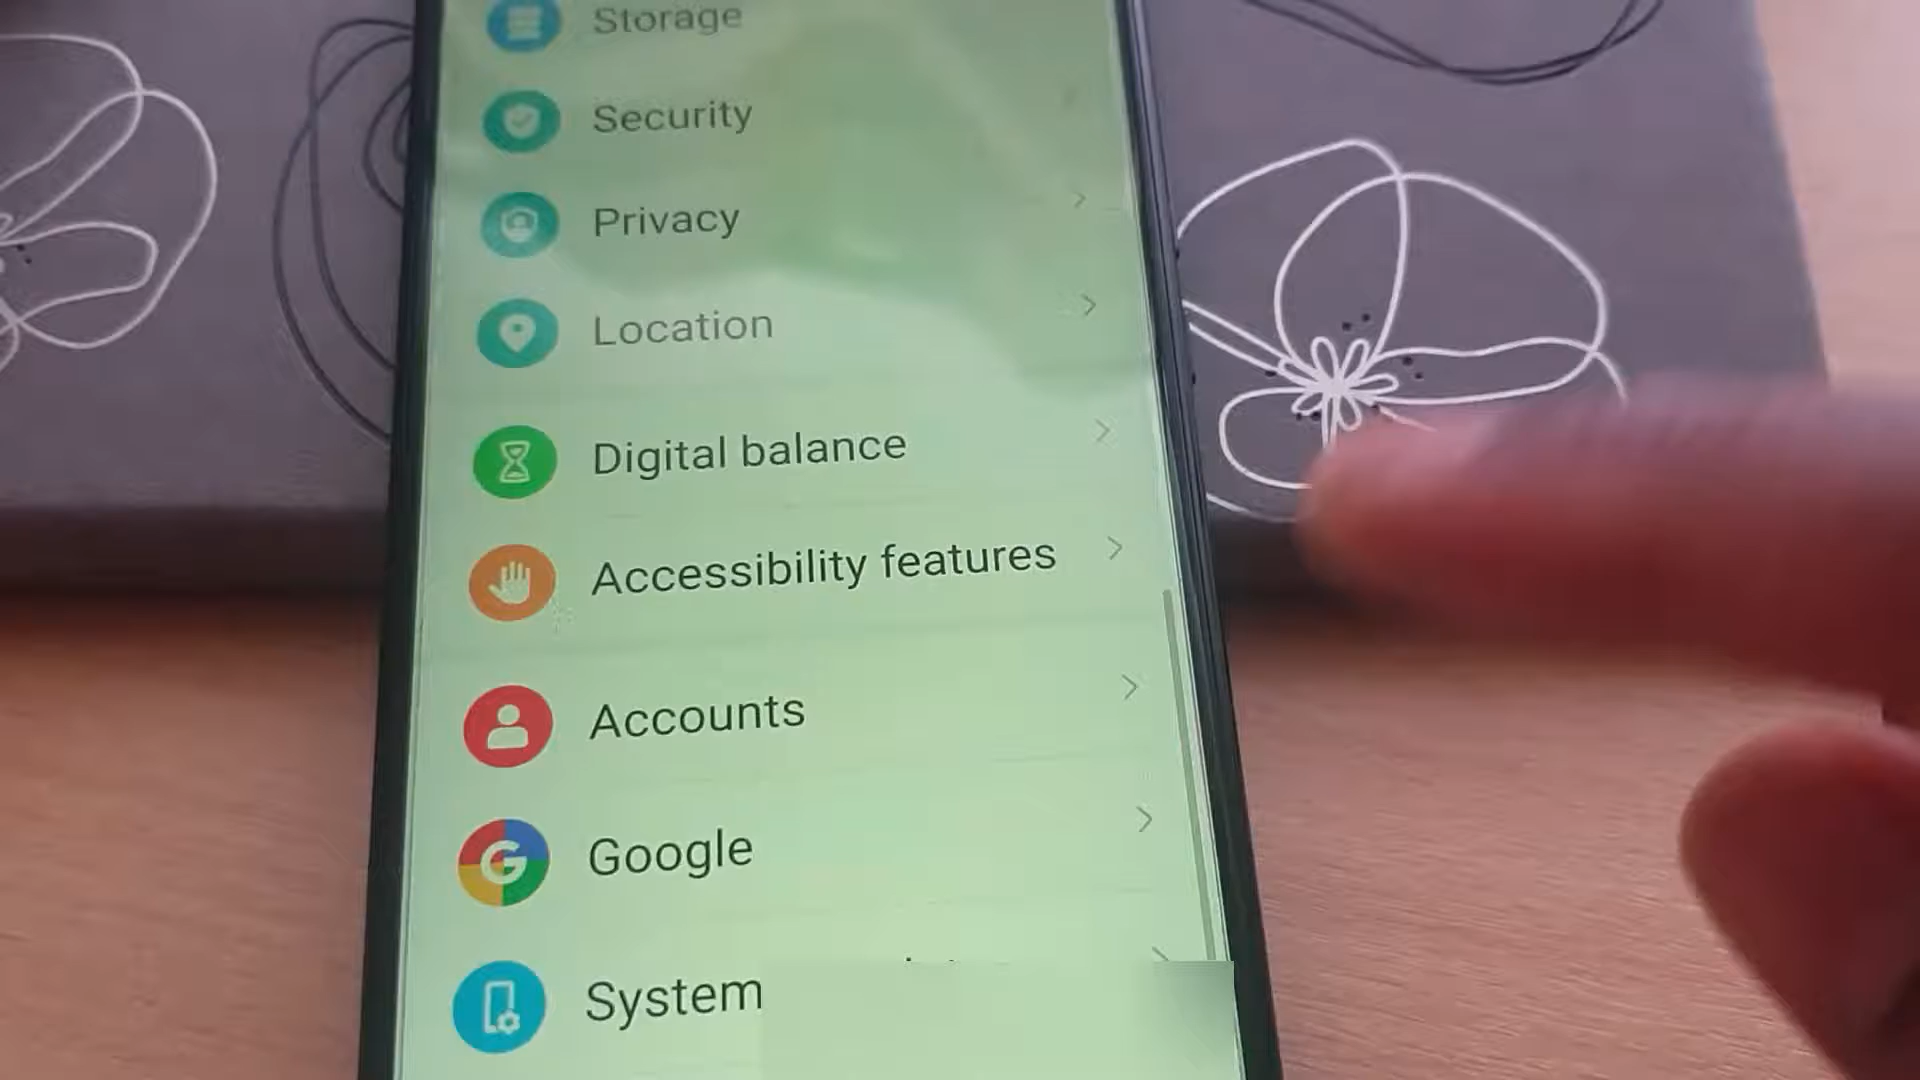 Storage
Security
Privacy
Location
Digital balance
Accessibility features
Accounts
Google
System